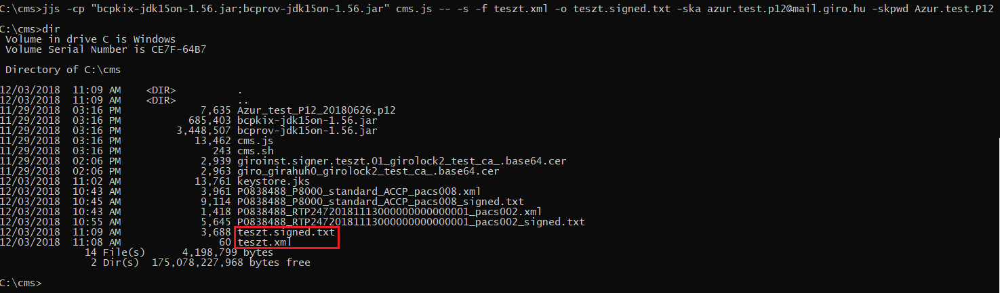 C:\cms>jjs -cp "bcpkix-jdk15on-1.56.jar;bcprov-jdk15on-1.56.jar" cms.js -- -s -f teszt.xml -o teszt.signed.txt -ska azur.test.p12@mail.giro.hu -skpwd Azur.test.P12
C:\cms>dir
Volume in drive C is Windows
Volume Serial Number is CE7F-64B7
Directory of C:\cms
12/03/2018 11:09 AM <DIR> .
12/03/2018 11:09 AM <DIR> ..
11/29/2018 03:16 PM 7,635 Azur_test_P12_20180626.p12
11/29/2018 03:16 PM 685,403 bcpkix-jdk15on-1.56.jar
11/29/2018 03:16 PM 3,448,507 bcprov-jdk15on-1.56.jar
11/29/2018 03:16 PM 13,462 cms.js
11/29/2018 03:16 PM 243 cms.sh
11/29/2018 02:06 PM 2,939 giroinst.signer.teszt.01_girolock2_test_ca_.base64.cer
11/29/2018 02:06 PM 2,963 giro_girahuh0_girolock2_test_ca_.base64.cer
12/03/2018 11:02 AM 13,761 keystore.jks
12/03/2018 10:43 AM 3,961 P0838488_P8000_standard_ACCP_pacs008.xml
12/03/2018 10:45 AM 9,114 P0838488_P8000_standard_ACCP_pacs008_signed.txt
12/03/2018 10:43 AM 1,418 P0838488_RTP24720181113000000000000001_pacs002.xml
12/03/2018 10:55 AM 5,645 P0838488_RTP24720181113000000000000001_pacs002_signed.txt
12/03/2018 11:09 AM 3,688 teszt.signed.txt
12/03/2018 11:08 AM 60 teszt.xml
14 File(s) 4,198,799 bytes
2 Dir(s) 175,078,227,968 bytes free
C:\cms>